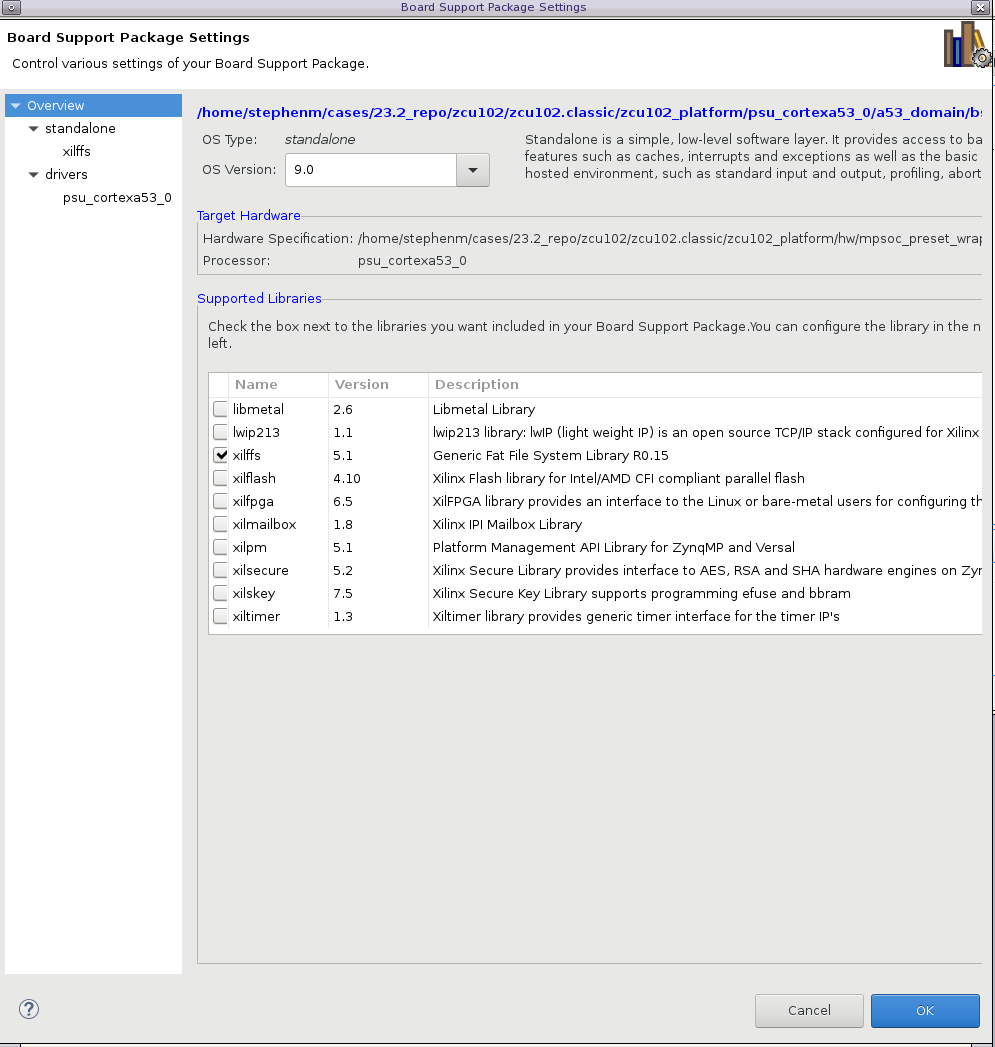 Board Support Package Settings
Board Support Package Settings
Control various settings of your Board Support Package.
Overview
standalone
xilffs
drivers
psu_cortexa53_0
/home/stephenm/cases/23.2_repo/zcu102/zcu102.classic/zcu102_platform/psu_cortexa53_0/a53_domain/b
OS Type: standalone
OS Version: 9.0
Standalone is a simple, low-level software layer. It provides access to ba
features such as caches, interrupts and exceptions as well as the basic
hosted environment, such as standard input and output, profiling, abort
Target Hardware
Hardware Specification: /home/stephenm/cases/23.2_repo/zcu102/zcu102.classic/zcu102_platform/hw/mpsoc_preset_wrap
Processor: psu_cortexa53_0
Supported Libraries
Check the box next to the libraries you want included in your Board Support Package.You can configure the library in the n
left.
Name Version Description
libmetal 2.6 Libmetal Library
lwip213 1.1 lwip213 library: lwIP (light weight IP) is an open source TCP/IP stack configured for Xilinx
xilffs 5.1 Generic Fat File System Library R0.15
xilflash 4.10 Xilinx Flash library for Intel/AMD CFI compliant parallel flash
xilfpga 6.5 XilFPGA library provides an interface to the Linux or bare-metal users for configuring th
xilmailbox 1.8 Xilinx IPI Mailbox Library
xilpm 5.1 Platform Management API Library for ZynqMP and Versal
xilsecure 5.2 Xilinx Secure Library provides interface to AES, RSA and SHA hardware engines on Zyn
xilskey 7.5 Xilinx Secure Key Library supports programming efuse and bbram
xiltimer 1.3 Xiltimer library provides generic timer interface for the timer IP's
?
Cancel
OK